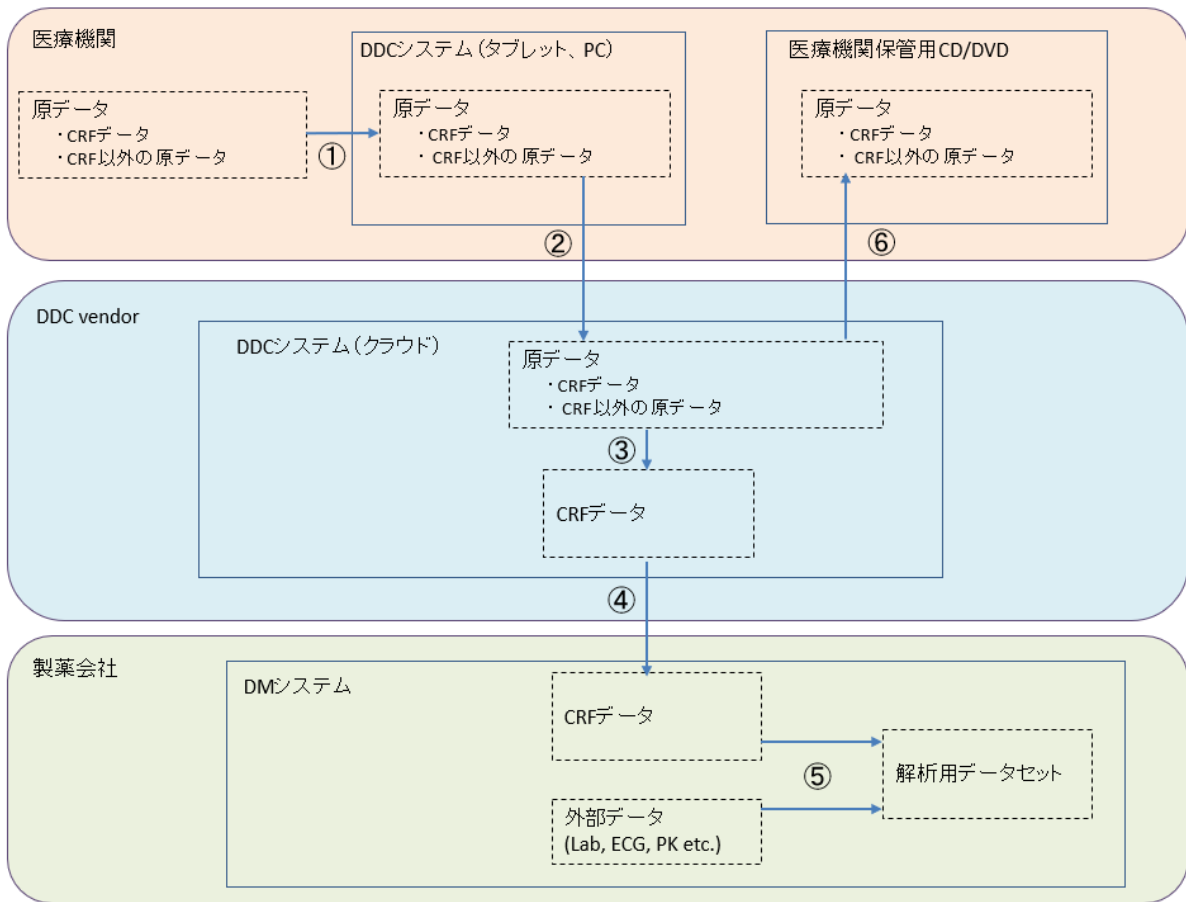 医療機関
DDCシステム（タブレット、PC）
医療機関保管用CD/DVD
原データ
・CRFデータ
・CRF以外の原データ
①
原データ
・CRFデータ
・CRF以外の原データ
原データ
・CRFデータ
・CRF以外の原データ
②
⑥
DDC vendor
DDCシステム（クラウド）
原データ
・CRFデータ
・CRF以外の原データ
③
CRFデータ
④
製薬会社
DMシステム
CRFデータ
⑤
解析用データセット
外部データ
(Lab, ECG, PK etc.)